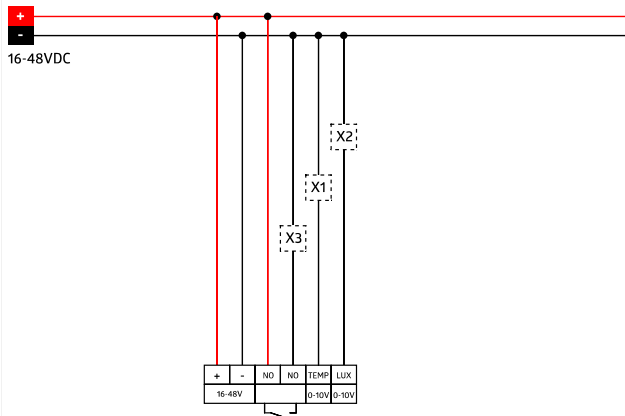 +
-
16-48VDC
X2
X1
X3
+ - NO NO TEMP LUX
16-48V 0-10V 0-10V